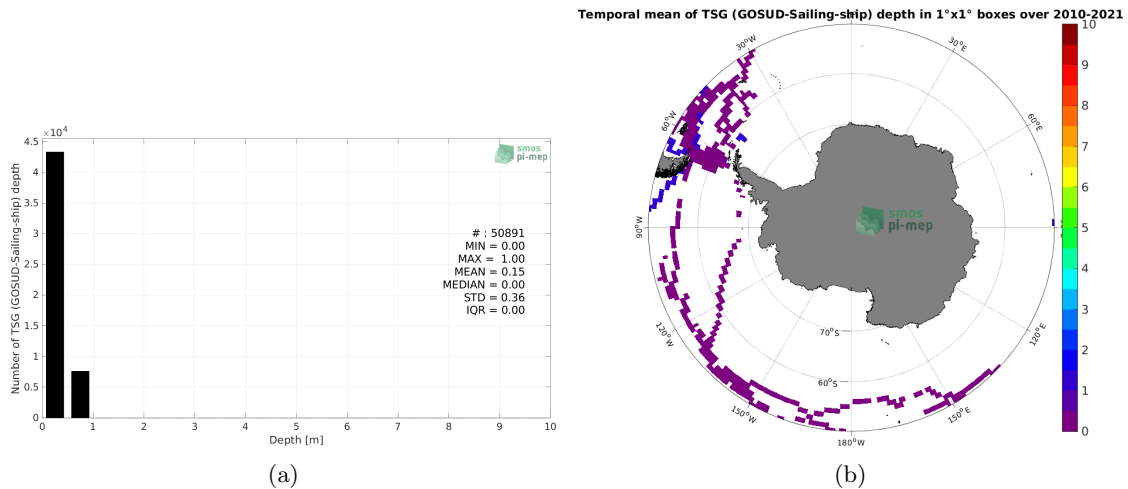 Temporal mean of TSG (GOSUD-Sailing-ship) depth in 1°x1° boxes over 2010-2021
×10⁴
4.5
4
3.5
3
2.5
2
1.5
1
0.5
0
Number of TSG (GOSUD-Sailing-ship) depth
smos
pi-mep
# : 50891
MIN = 0.00
MAX = 1.00
MEAN = 0.15
MEDIAN = 0.00
STD = 0.36
IQR = 0.00
0 1 2 3 4 5 6 7 8 9 10
Depth [m]
(a)
30°W
30°E
60°W
60°E
90°W
120°W
120°E
150°W
150°E
180°W
70°S
60°S
smos
pi-mep
10
9
8
7
6
5
4
3
2
1
0
(b)